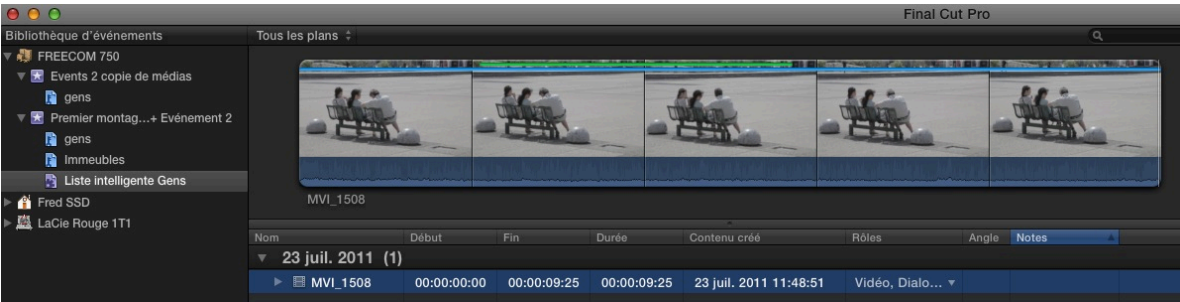 Final Cut Pro
Bibliothèque d'événements
Tous les plans
FREECOM 750
Events 2 copie de médias
gens
Premier montag...+ Evénement 2
gens
Immeubles
Liste intelligente Gens
Fred SSD
LaCie Rouge 1T1
MVI_1508
Nom Début Fin Durée Contenu créé Rôles Angle Notes
23 juil. 2011 (1)
MVI_1508 00:00:00:00 00:00:09:25 00:00:09:25 23 juil. 2011 11:48:51 Vidéo, Dialo...